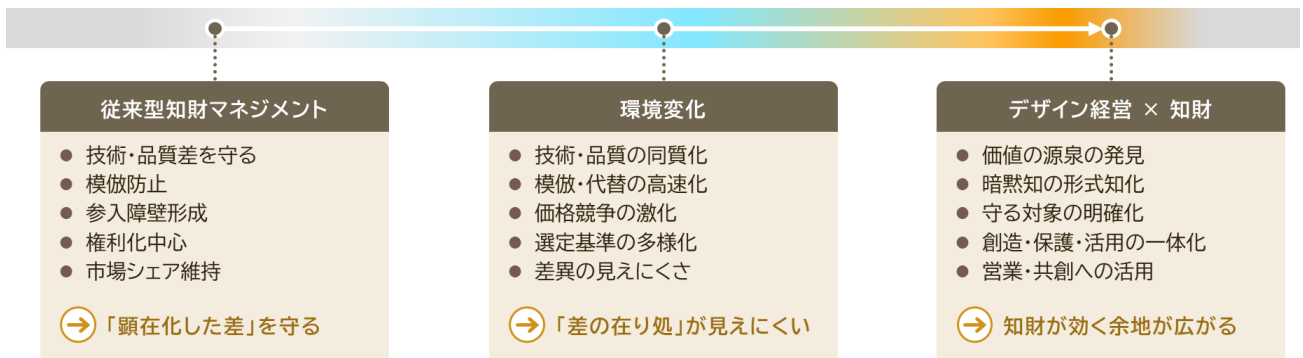 従来型知財マネジメント
● 技術・品質差を守る
● 模倣防止
● 参入障壁形成
● 権利化中心
● 市場シェア維持
「顕在化した差」を守る
環境変化
● 技術・品質の同質化
● 模倣・代替の高速化
● 価格競争の激化
● 選定基準の多様化
● 差異の見えにくさ
「差の在り処」が見えにくい
デザイン経営 × 知財
● 価値の源泉の発見
● 暗黙知の形式知化
● 守る対象の明確化
● 創造・保護・活用の一体化
● 営業・共創への活用
知財が効く余地が広がる